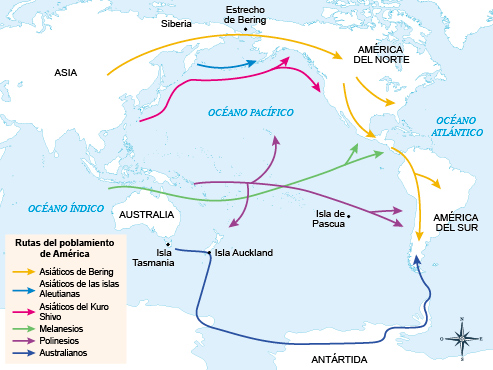 Estrecho
de Bering
Siberia
ASIA
AMÉRICA
DEL NORTE
OCÉANO PACÍFICO
OCÉANO
ATLÁNTICO
OCÉANO ÍNDICO
AUSTRALIA
Isla de
Pascua
AMÉRICA
DEL SUR
Isla
Tasmania
Isla Auckland
ANTÁRTIDA
Rutas del poblamiento
de América
Asiáticos de Bering
Asiáticos de las islas
Aleutianas
Asiáticos del Kuro
Shivo
Melanesios
Polinesios
Australianos
N
O
E
S